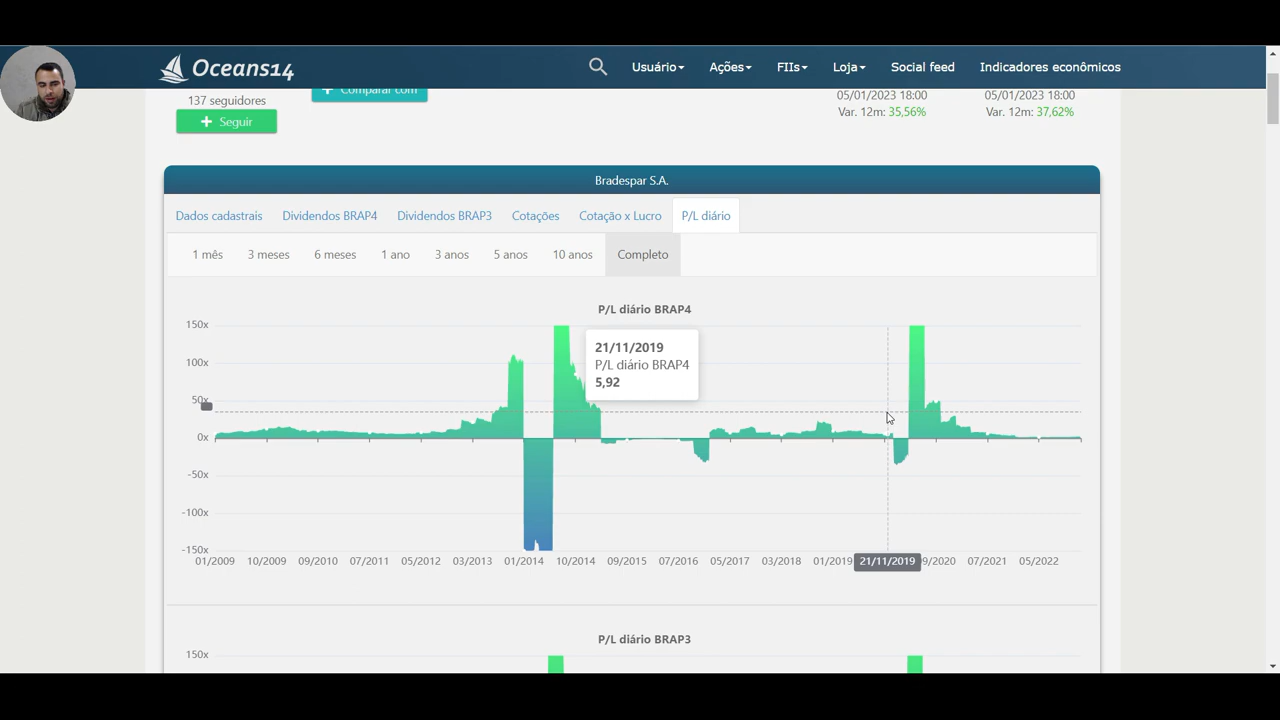 Oceans14
Usuário
Ações
FIIs
Loja
Social feed
Indicadores econômicos
137 seguidores
+ Comparar com
+ Seguir
05/01/2023 18:00
05/01/2023 18:00
Var. 12m: 35,56%
Var. 12m: 37,62%
Bradespar S.A.
Dados cadastrais
Dividendos BRAP4
Dividendos BRAP3
Cotações
Cotação x Lucro
P/L diário
1 mês
3 meses
6 meses
1 ano
3 anos
5 anos
10 anos
Completo
P/L diário BRAP4
150x
100x
50x
0x
-50x
-100x
-150x
21/11/2019
P/L diário BRAP4
5,92
01/2009
10/2009
09/2010
07/2011
05/2012
03/2013
01/2014
10/2014
09/2015
07/2016
05/2017
03/2018
01/2019
21/11/2019
9/2020
07/2021
05/2022
P/L diário BRAP3
150x